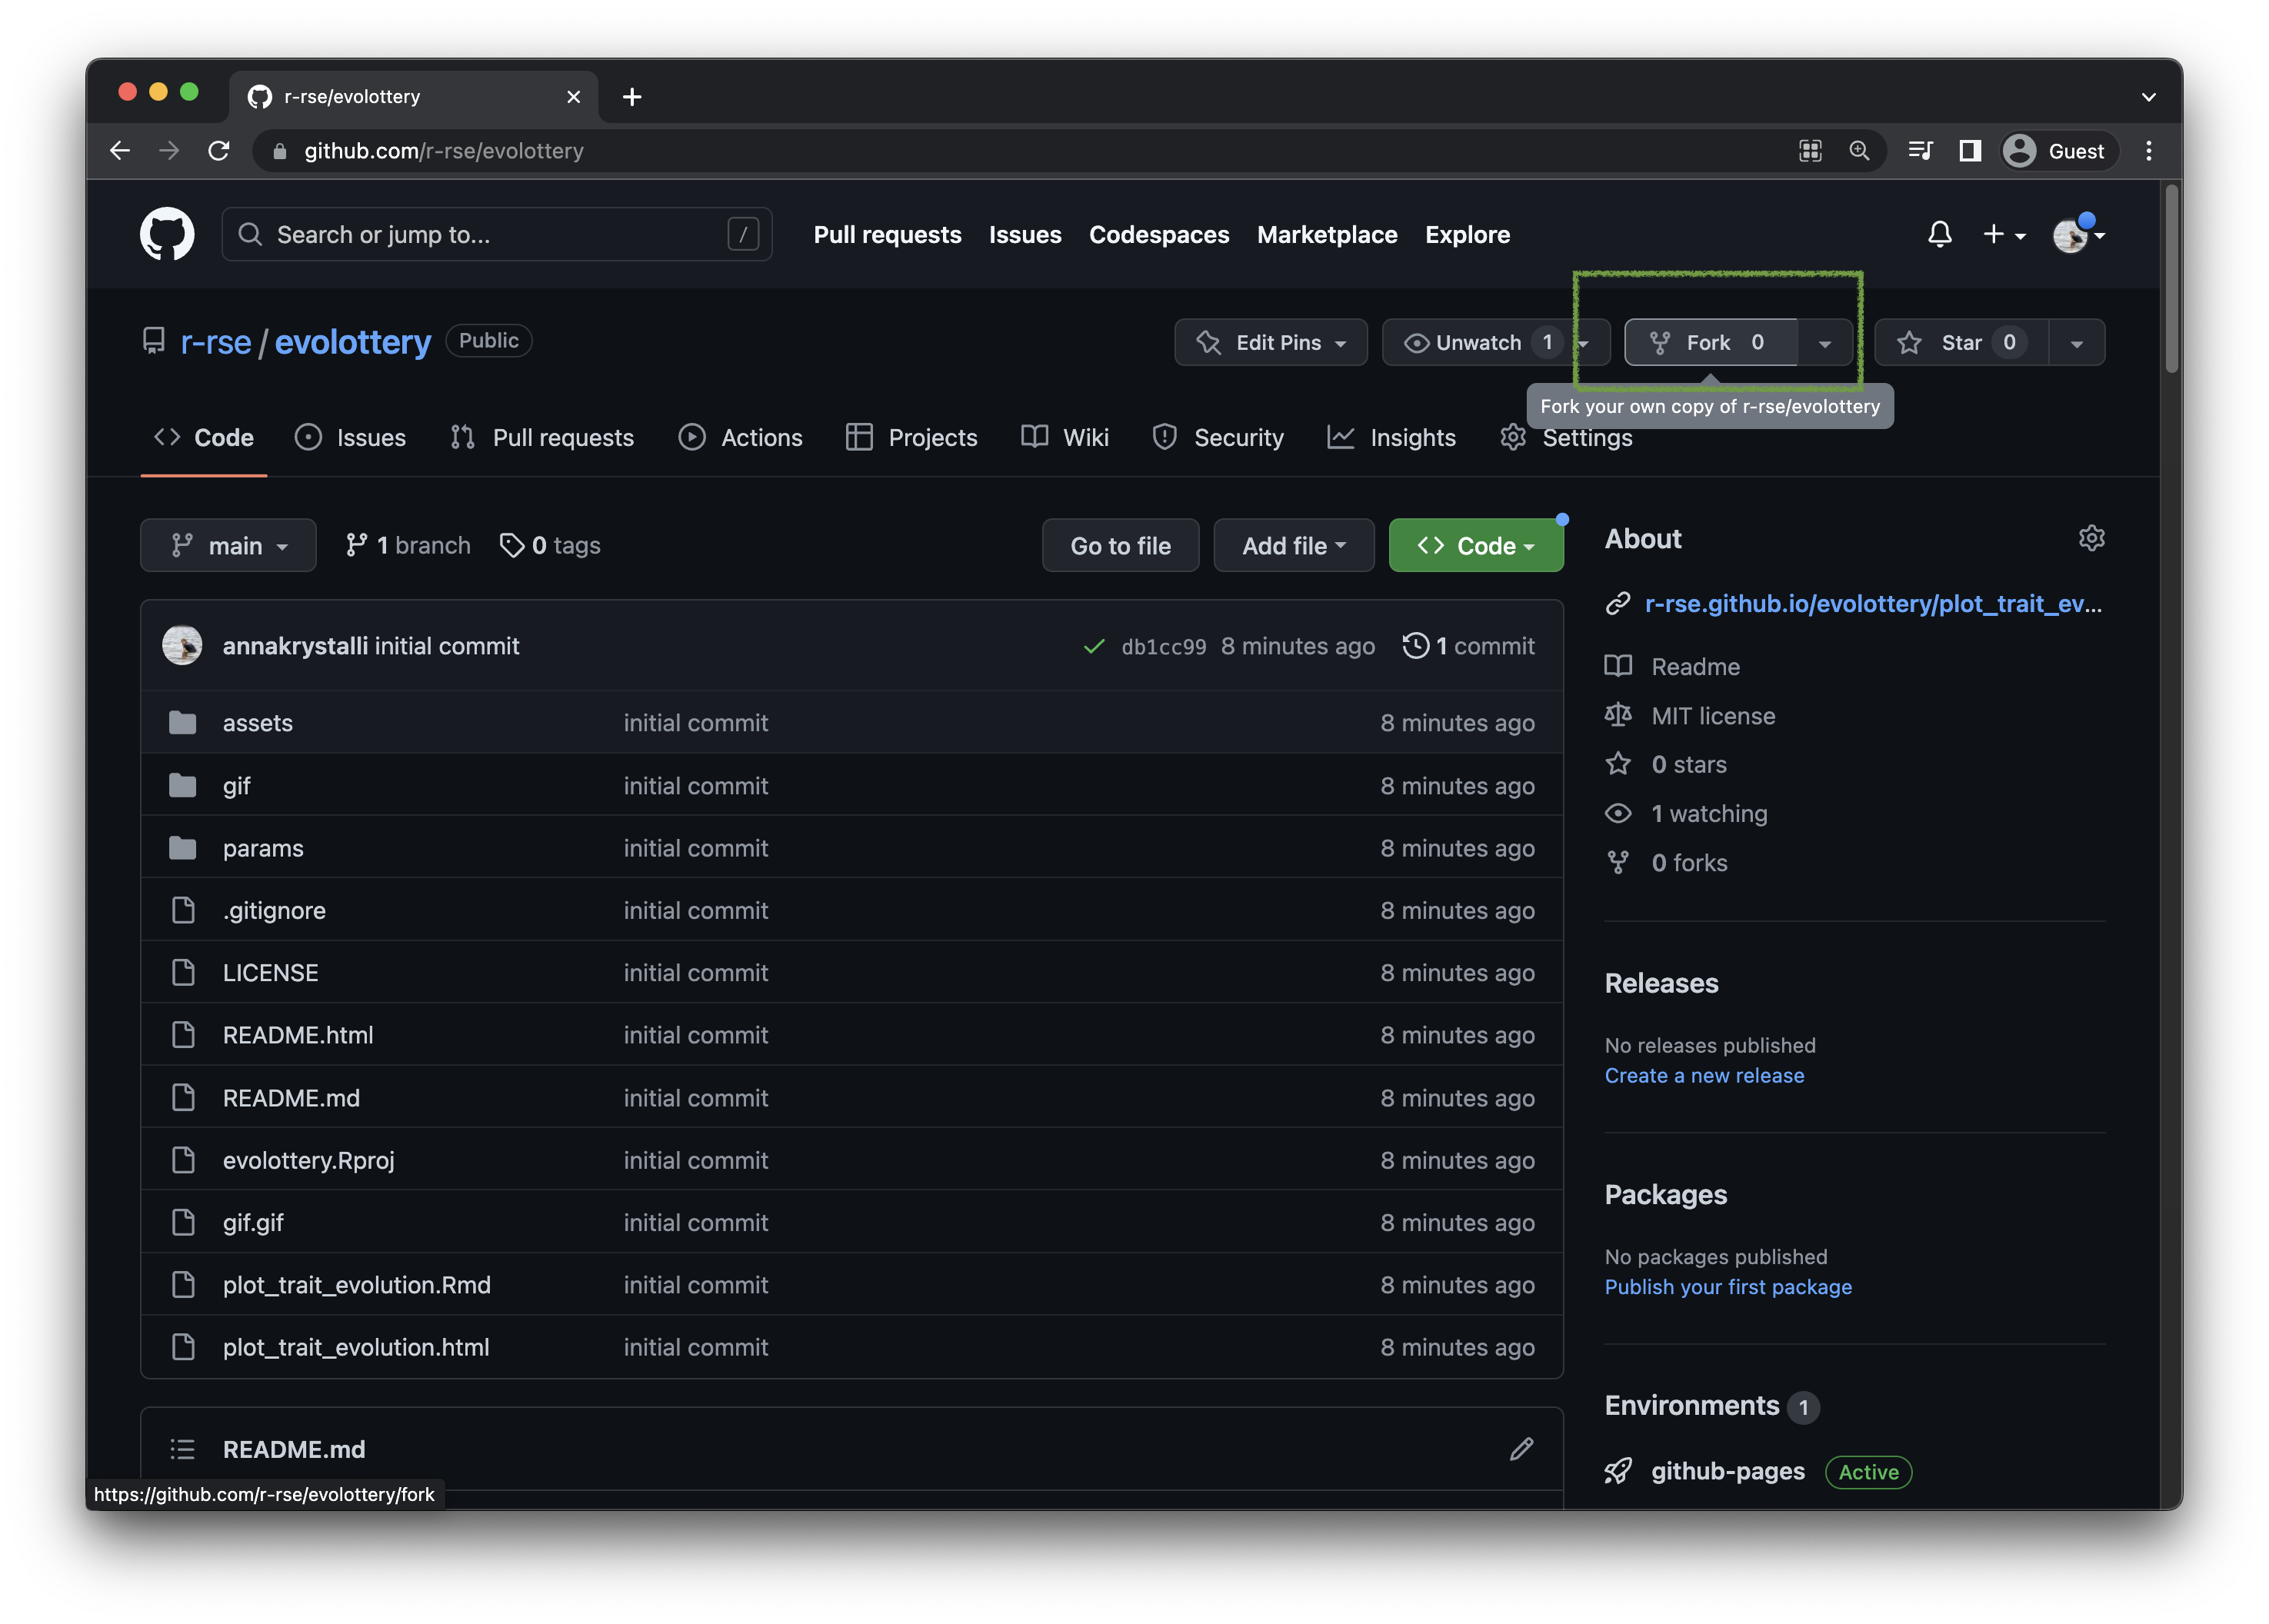 r-rse/evolottery
github.com/r-rse/evolottery
Guest
Search or jump to... /
Pull requests Issues Codespaces Marketplace Explore
r-rse / evolottery Public
Edit Pins Unwatch 1 Fork 0 Star 0
Fork your own copy of r-rse/evolottery
Code Issues Pull requests Actions Projects Wiki Security Insights Settings
main 1 branch 0 tags Go to file Add file Code
annakrystalli initial commit db1cc99 8 minutes ago 1 commit
assets initial commit 8 minutes ago
gif initial commit 8 minutes ago
params initial commit 8 minutes ago
.gitignore initial commit 8 minutes ago
LICENSE initial commit 8 minutes ago
README.html initial commit 8 minutes ago
README.md initial commit 8 minutes ago
evolottery.Rproj initial commit 8 minutes ago
gif.gif initial commit 8 minutes ago
plot_trait_evolution.Rmd initial commit 8 minutes ago
plot_trait_evolution.html initial commit 8 minutes ago
README.md
About
r-rse.github.io/evolottery/plot_trait_ev...
Readme
MIT license
0 stars
1 watching
0 forks
Releases
No releases published
Create a new release
Packages
No packages published
Publish your first package
Environments 1
github-pages Active
https://github.com/r-rse/evolottery/fork